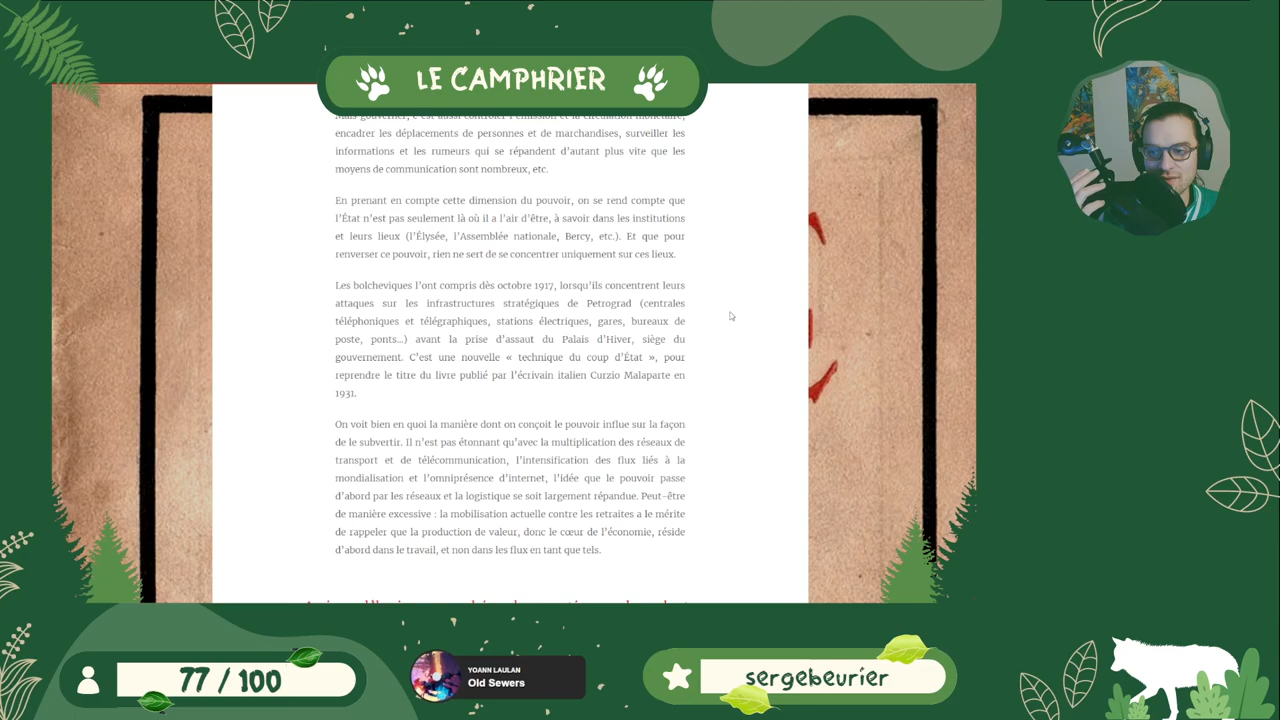 LE CAMPHRIER
Mais gouverner, c'est aussi contrôler l'émission et la circulation monétaire,
encadrer les déplacements de personnes et de marchandises, surveiller les
informations et les rumeurs qui se répandent d'autant plus vite que les
moyens de communication sont nombreux, etc.
En prenant en compte cette dimension du pouvoir, on se rend compte que
l'État n'est pas seulement là où il a l'air d'être, à savoir dans les institutions
et leurs lieux (l'Élysée, l'Assemblée nationale, Bercy, etc.). Et que pour
renverser ce pouvoir, rien ne sert de se concentrer uniquement sur ces lieux.
Les bolcheviques l'ont compris dès octobre 1917, lorsqu'ils concentrent leurs
attaques sur les infrastructures stratégiques de Petrograd (centrales
téléphoniques et télégraphiques, stations électriques, gares, bureaux de
poste, ponts…) avant la prise d'assaut du Palais d'Hiver, siège du
gouvernement. C'est une nouvelle « technique du coup d'État », pour
reprendre le titre du livre publié par l'écrivain italien Curzio Malaparte en
1931.
On voit bien en quoi la manière dont on conçoit le pouvoir influe sur la façon
de le subvertir. Il n'est pas étonnant qu'avec la multiplication des réseaux de
transport et de télécommunication, l'intensification des flux liés à la
mondialisation et l'omniprésence d'internet, l'idée que le pouvoir passe
d'abord par les réseaux et la logistique se soit largement répandue. Peut-être
de manière excessive : la mobilisation actuelle contre les retraites a le mérite
de rappeler que la production de valeur, donc le cœur de l'économie, réside
d'abord dans le travail, et non dans les flux en tant que tels.
77 / 100
YOANN LAULAN
Old Sewers
sergebeurier